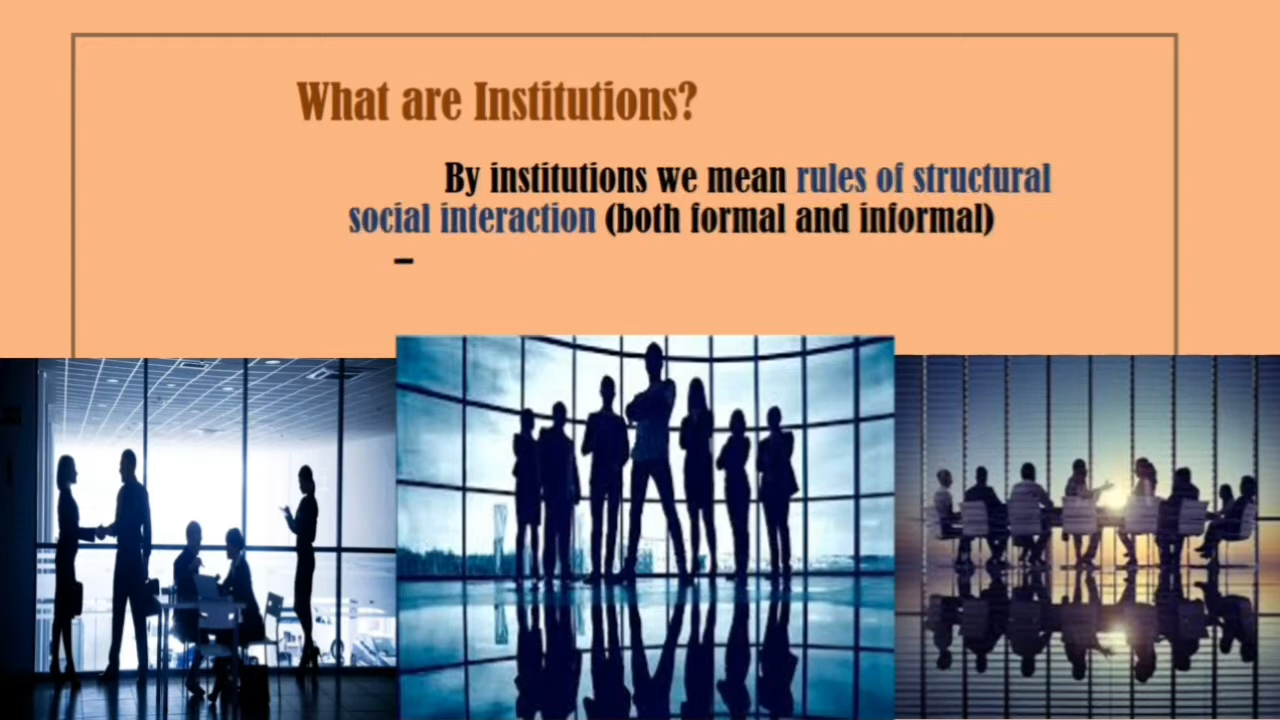 What are Institutions?
By institutions we mean rules of structural
social interaction (both formal and informal)
–